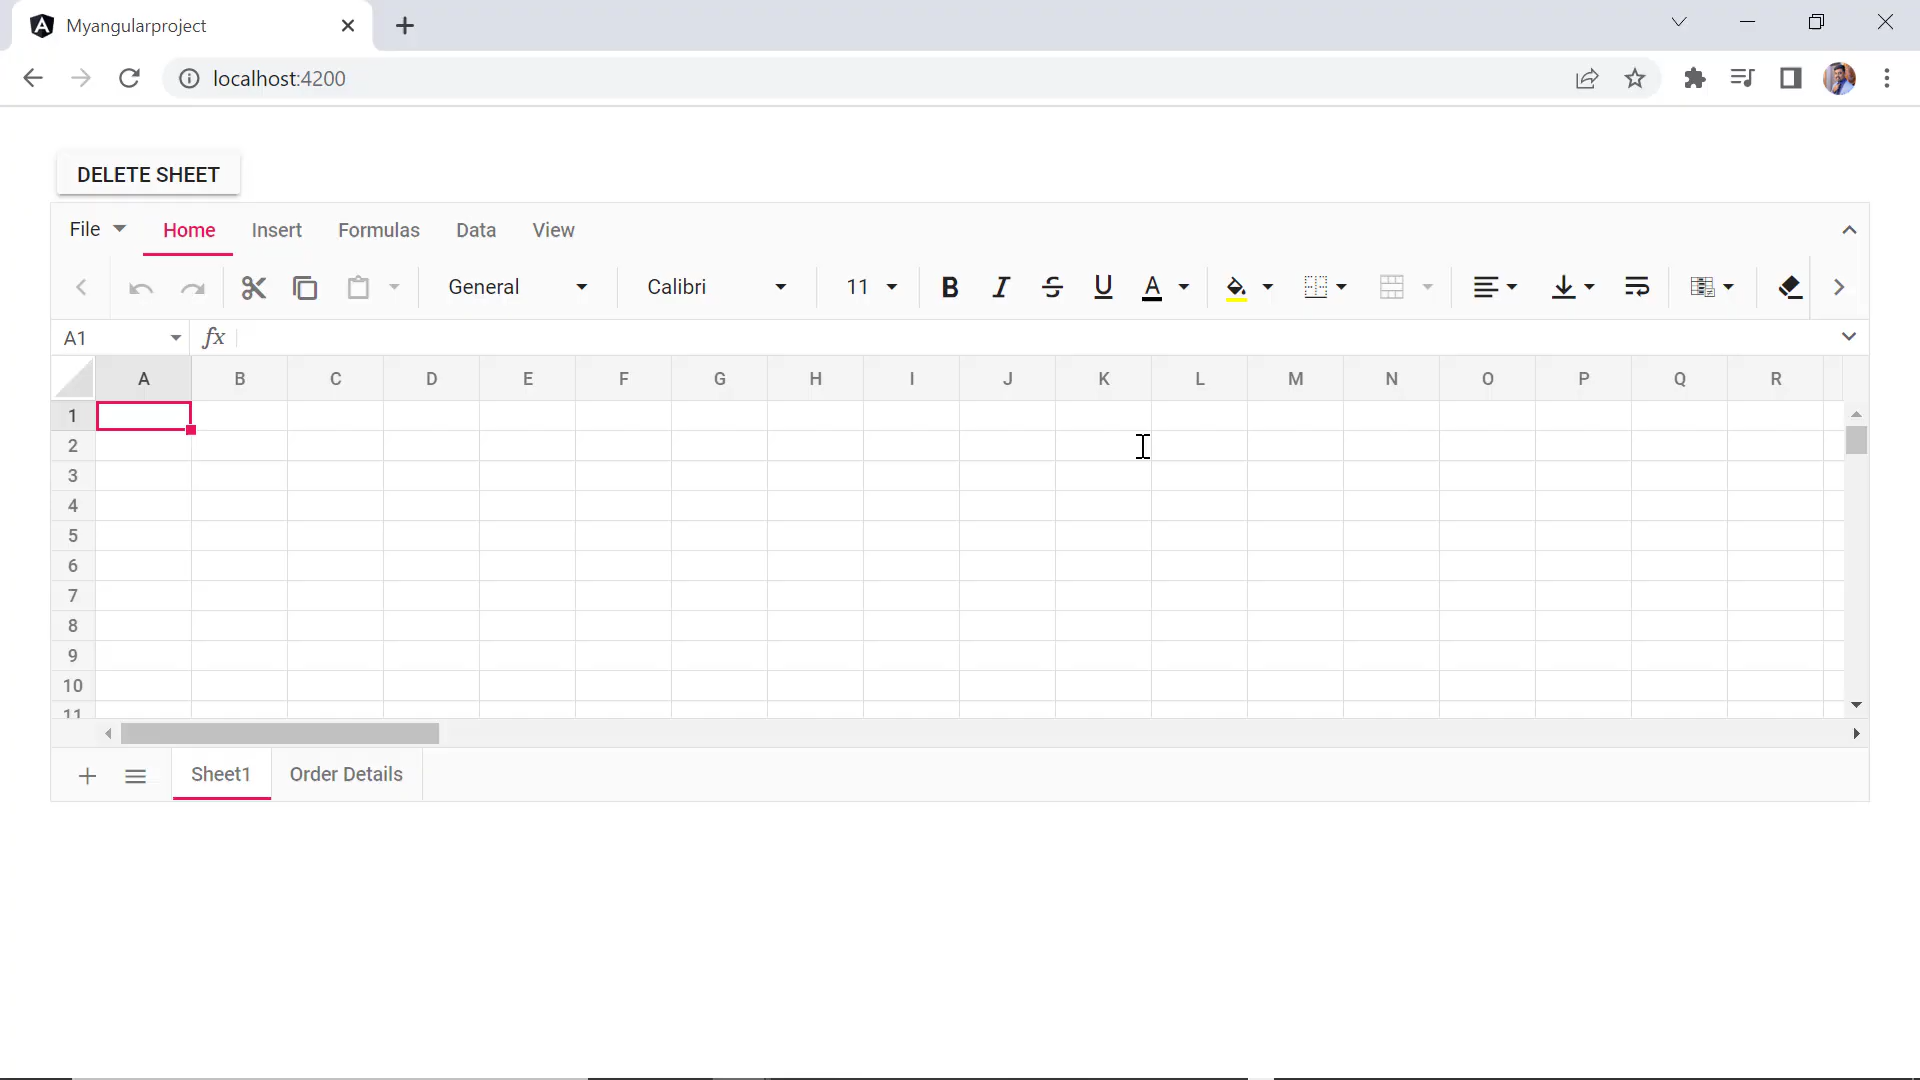 Myangularproject
localhost:4200
DELETE SHEET
File Home Insert Formulas Data View
General Calibri 11 B I S U A
A1 fx
A B C D E F G H I J K L M N O P Q R
1
2
3
4
5
6
7
8
9
10
11
Sheet1 Order Details